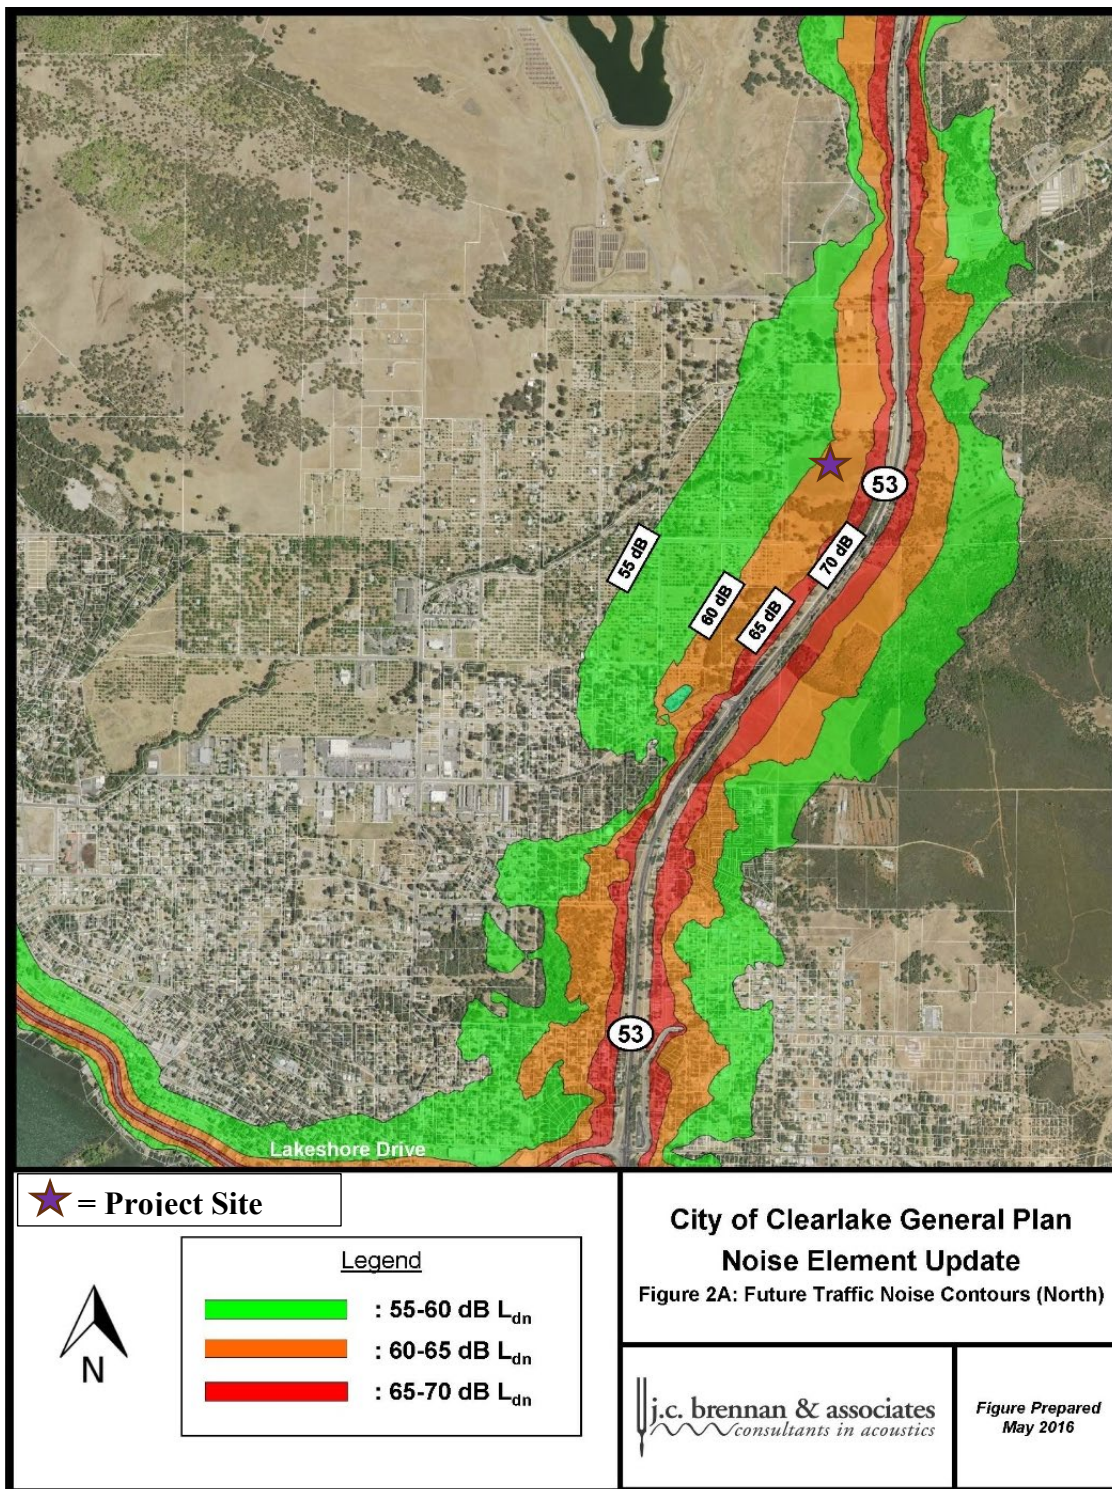 53
55 dB
60 dB
65 dB
70 dB
53
Lakeshore Drive
= Project Site
Legend
: 55-60 dB Ldn
: 60-65 dB Ldn
: 65-70 dB Ldn
N
City of Clearlake General Plan
Noise Element Update
Figure 2A: Future Traffic Noise Contours (North)
j.c. brennan & associates
consultants in acoustics
Figure Prepared
May 2016